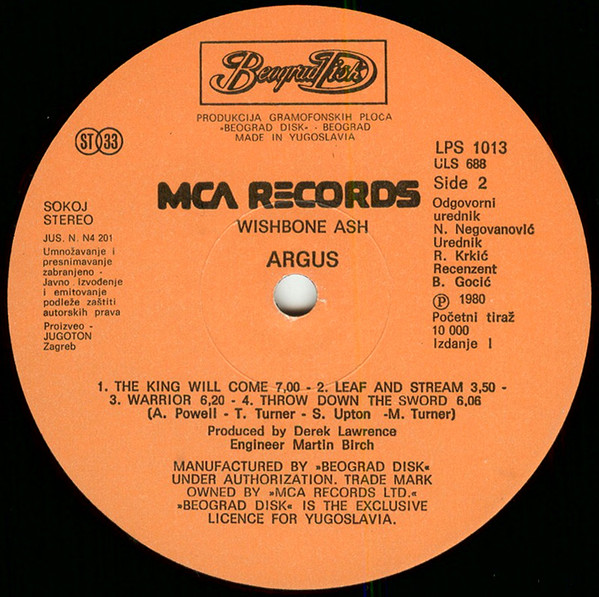 Beograd Disk
PRODUKCIJA GRAMOFONSKIH PLOČA
»BEOGRAD DISK« - BEOGRAD
MADE IN YUGOSLAVIA
ST 33
LPS 1013
ULS 688
Side 2
MCA RECORDS
WISHBONE ASH
ARGUS
SOKOJ
STEREO
JUS. N. N4 201
Umnožavanje i
presnimavanje
zabranjeno -
Javno izvođenje
i emitovanje
podleže zaštiti
autorskih prava
Proizveo -
JUGOTON
Zagreb
Odgovorni
urednik
N. Negovanović
Urednik
R. Krkić
Recenzent
B. Gocić
Ⓟ 1980
Početni tiraž
10 000
Izdanje I
1. THE KING WILL COME 7,00 - 2. LEAF AND STREAM 3,50 -
3. WARRIOR 6,20 - 4. THROW DOWN THE SWORD 6,06
(A. Powell - T. Turner - S. Upton -M. Turner)
Produced by Derek Lawrence
Engineer Martin Birch
MANUFACTURED BY »BEOGRAD DISK«
UNDER AUTHORIZATION. TRADE MARK
OWNED BY »MCA RECORDS LTD.«
»BEOGRAD DISK« IS THE EXCLUSIVE
LICENCE FOR YUGOSLAVIA.